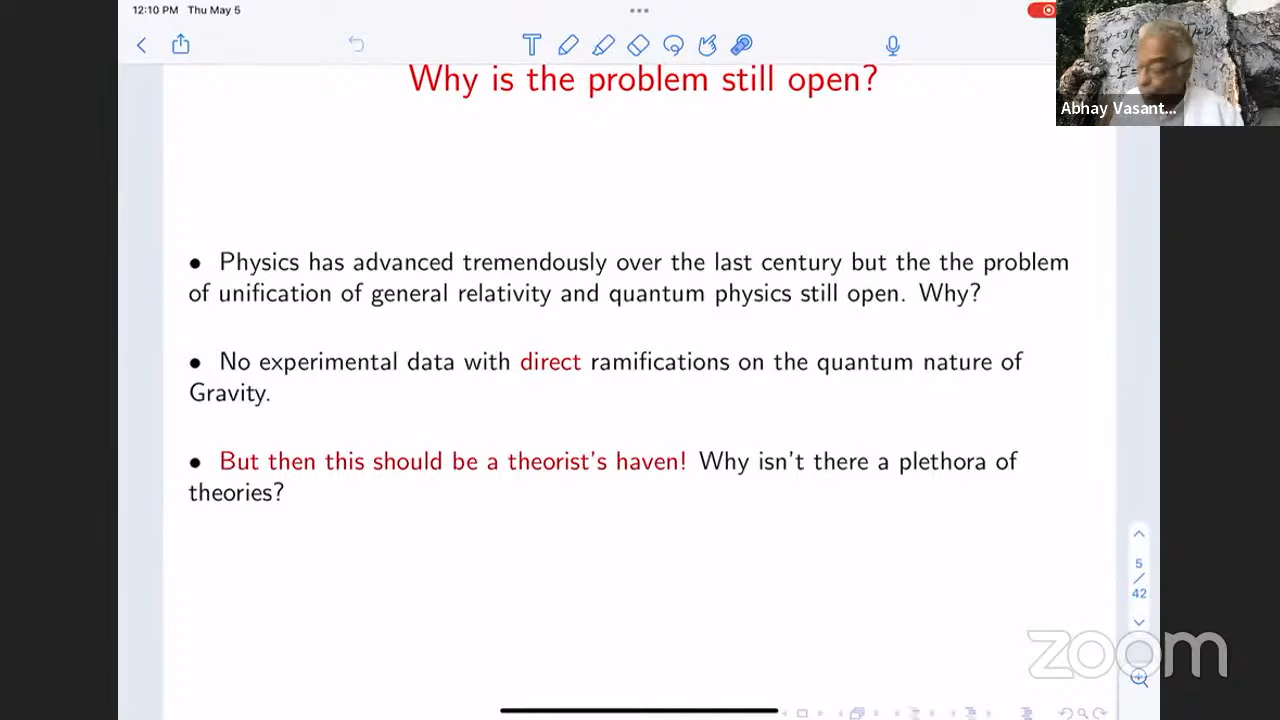 12:10 PM Thu May 5
Why is the problem still open?
Abhay Vasant...
• Physics has advanced tremendously over the last century but the the problem
of unification of general relativity and quantum physics still open. Why?
• No experimental data with direct ramifications on the quantum nature of
Gravity.
• But then this should be a theorist's haven! Why isn't there a plethora of
theories?
5
/
42
zoom